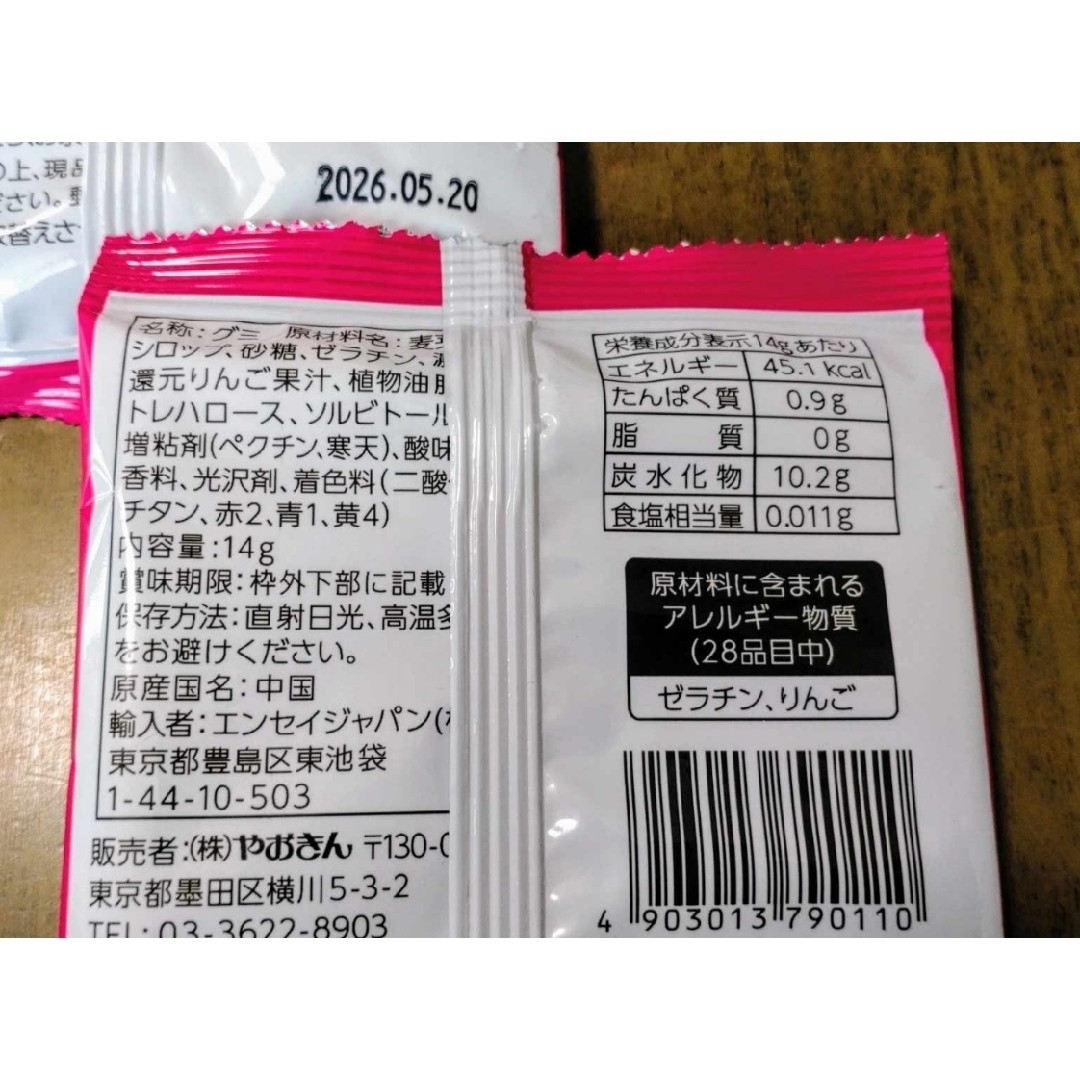 の上、現品
ださい。
替えさ
2026.05.20
名称:グミ 原材料名:麦
シロップ、砂糖、ゼラチン、
還元りんご果汁、植物油脂
トレハロース、ソルビトール
増粘剤(ペクチン、寒天)、酸味
香料、光沢剤、着色料(二酸
チタン、赤2、青1、黄4)
内容量:14g
賞味期限:枠外下部に記載
保存方法:直射日光、高温多
をお避けください。
原産国名:中国
輸入者:エンセイジャパン(
東京都豊島区東池袋
1-44-10-503
販売者:(株)やおきん 〒130-0
東京都墨田区横川5-3-2
TEL:03-3622-8903
栄養成分表示14gあたり
エネルギー 45.1 kcal
たんぱく質 0.9g
脂質 0g
炭水化物 10.2g
食塩相当量 0.011g
原材料に含まれる
アレルギー物質
(28品目中)
ゼラチン、りんご
4 903013 790110